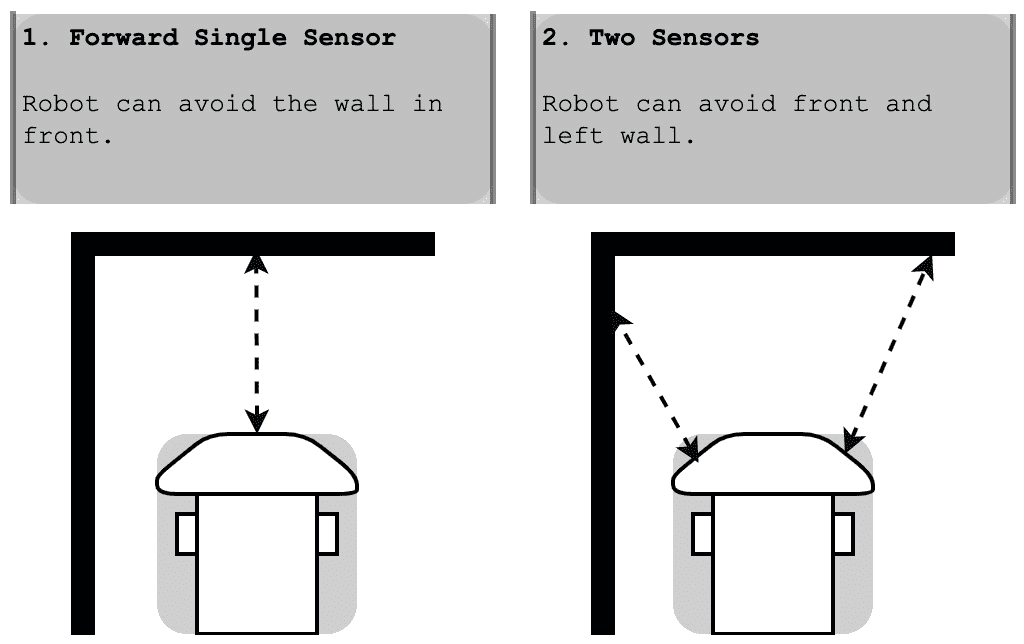 1. Forward Single Sensor
Robot can avoid the wall in
front.
2. Two Sensors
Robot can avoid front and
left wall.